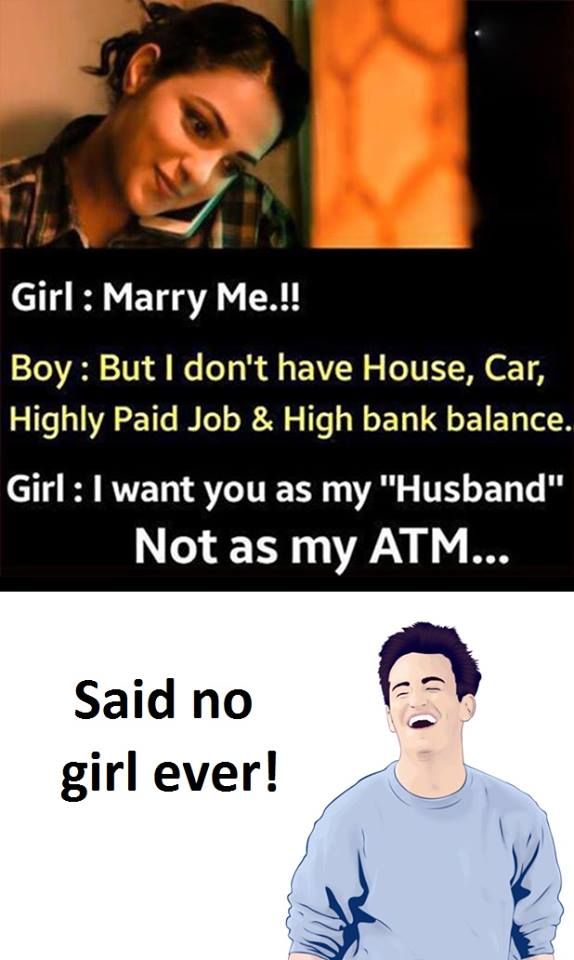 Girl : Marry Me.!!
Boy : But I don't have House, Car,
Highly Paid Job & High bank balance.
Girl : I want you as my "Husband"
Not as my ATM...
Said no
girl ever!